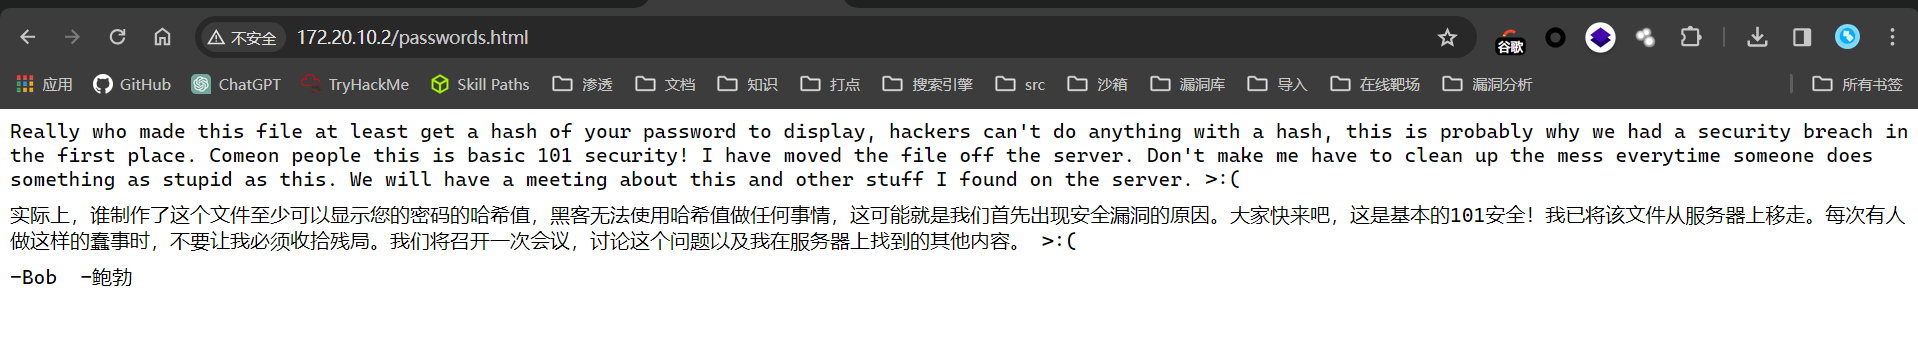 不安全 172.20.10.2/passwords.html 谷歌
应用 GitHub ChatGPT TryHackMe Skill Paths 渗透 文档 知识 打点 搜索引擎 src 沙箱 漏洞库 导入 在线靶场 漏洞分析 所有书签
Really who made this file at least get a hash of your password to display, hackers can't do anything with a hash, this is probably why we had a security breach in
the first place. Comeon people this is basic 101 security! I have moved the file off the server. Don't make me have to clean up the mess everytime someone does
something as stupid as this. We will have a meeting about this and other stuff I found on the server. >:(
实际上，谁制作了这个文件至少可以显示您的密码的哈希值，黑客无法使用哈希值做任何事情，这可能就是我们首先出现安全漏洞的原因。大家快来吧，这是基本的101安全！我已将该文件从服务器上移走。每次有人
做这样的蠢事时，不要让我必须收拾残局。我们将召开一次会议，讨论这个问题以及我在服务器上找到的其他内容。 >:(
-Bob -鲍勃